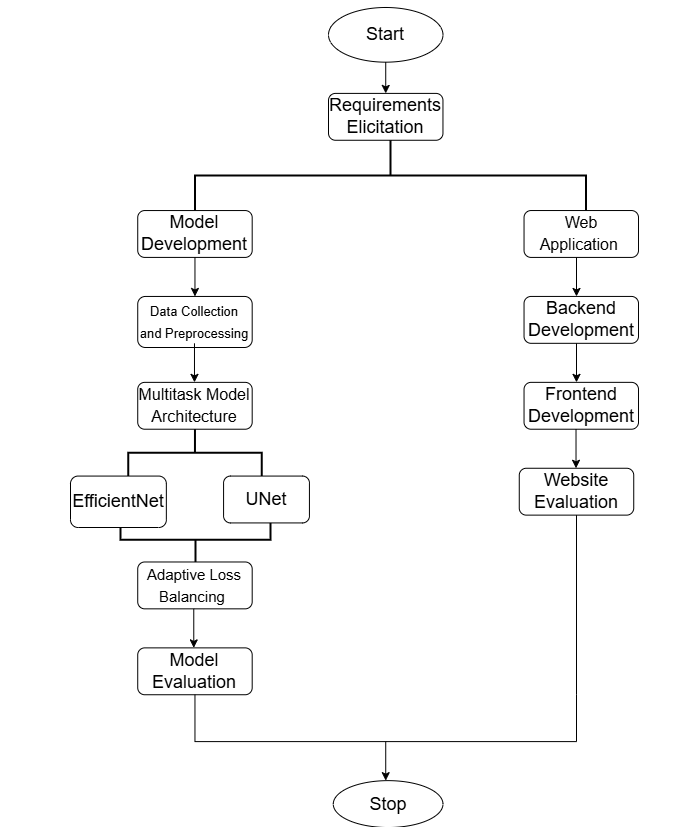 Start
Requirements
Elicitation
Model
Development
Web
Application
Data Collection
and Preprocessing
Backend
Development
Multitask Model
Architecture
Frontend
Development
EfficientNet
UNet
Website
Evaluation
Adaptive Loss
Balancing
Model
Evaluation
Stop